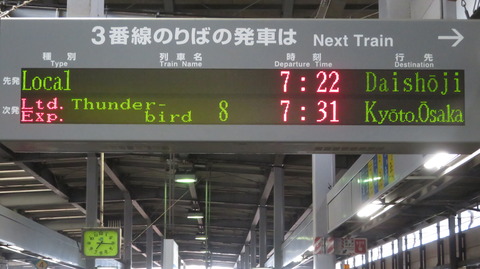 3番線のりばの発車は Next Train →
種別 列車名 時刻 行先
Type Train Name Departure Time Destination
先発 Local 7:22 Daishōji
次発 Ltd. Exp. Thunder-bird 8 7:31 Kyōto.Ōsaka